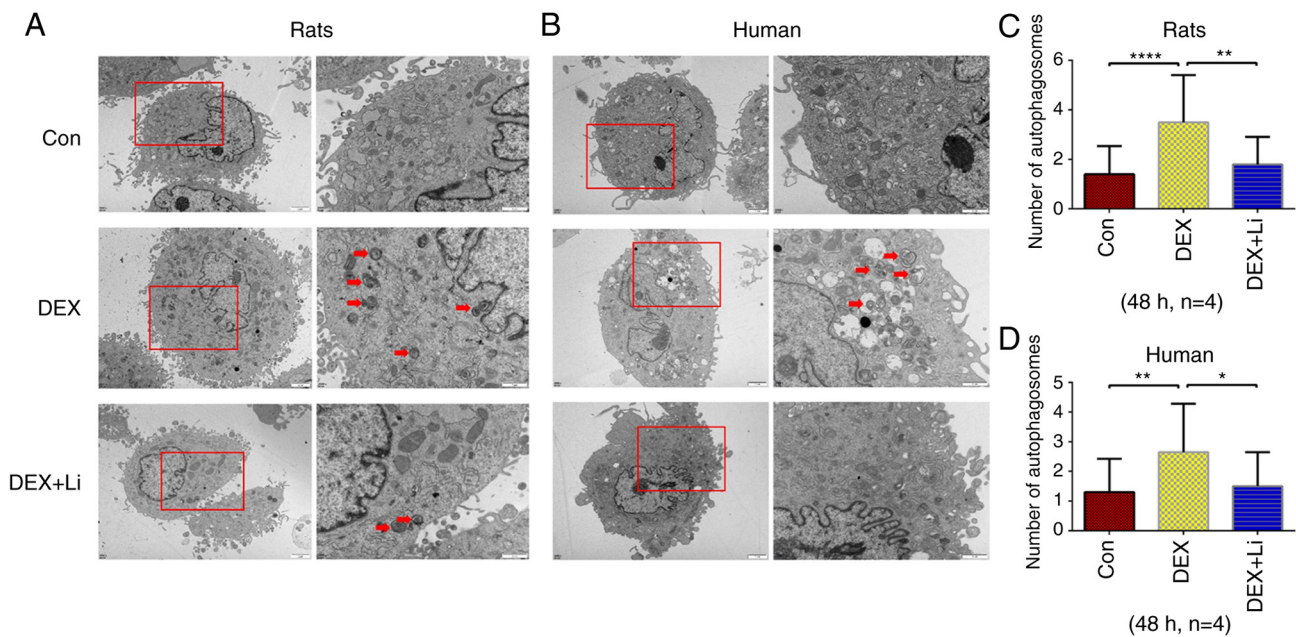 A
Rats
B
Human
Con
DEX
DEX+Li
C
Rats
Number of autophagosomes
6
4
2
0
****
**
Con
DEX
DEX+Li
(48 h, n=4)
D
Human
Number of autophagosomes
5
4
3
2
1
0
**
*
Con
DEX
DEX+Li
(48 h, n=4)